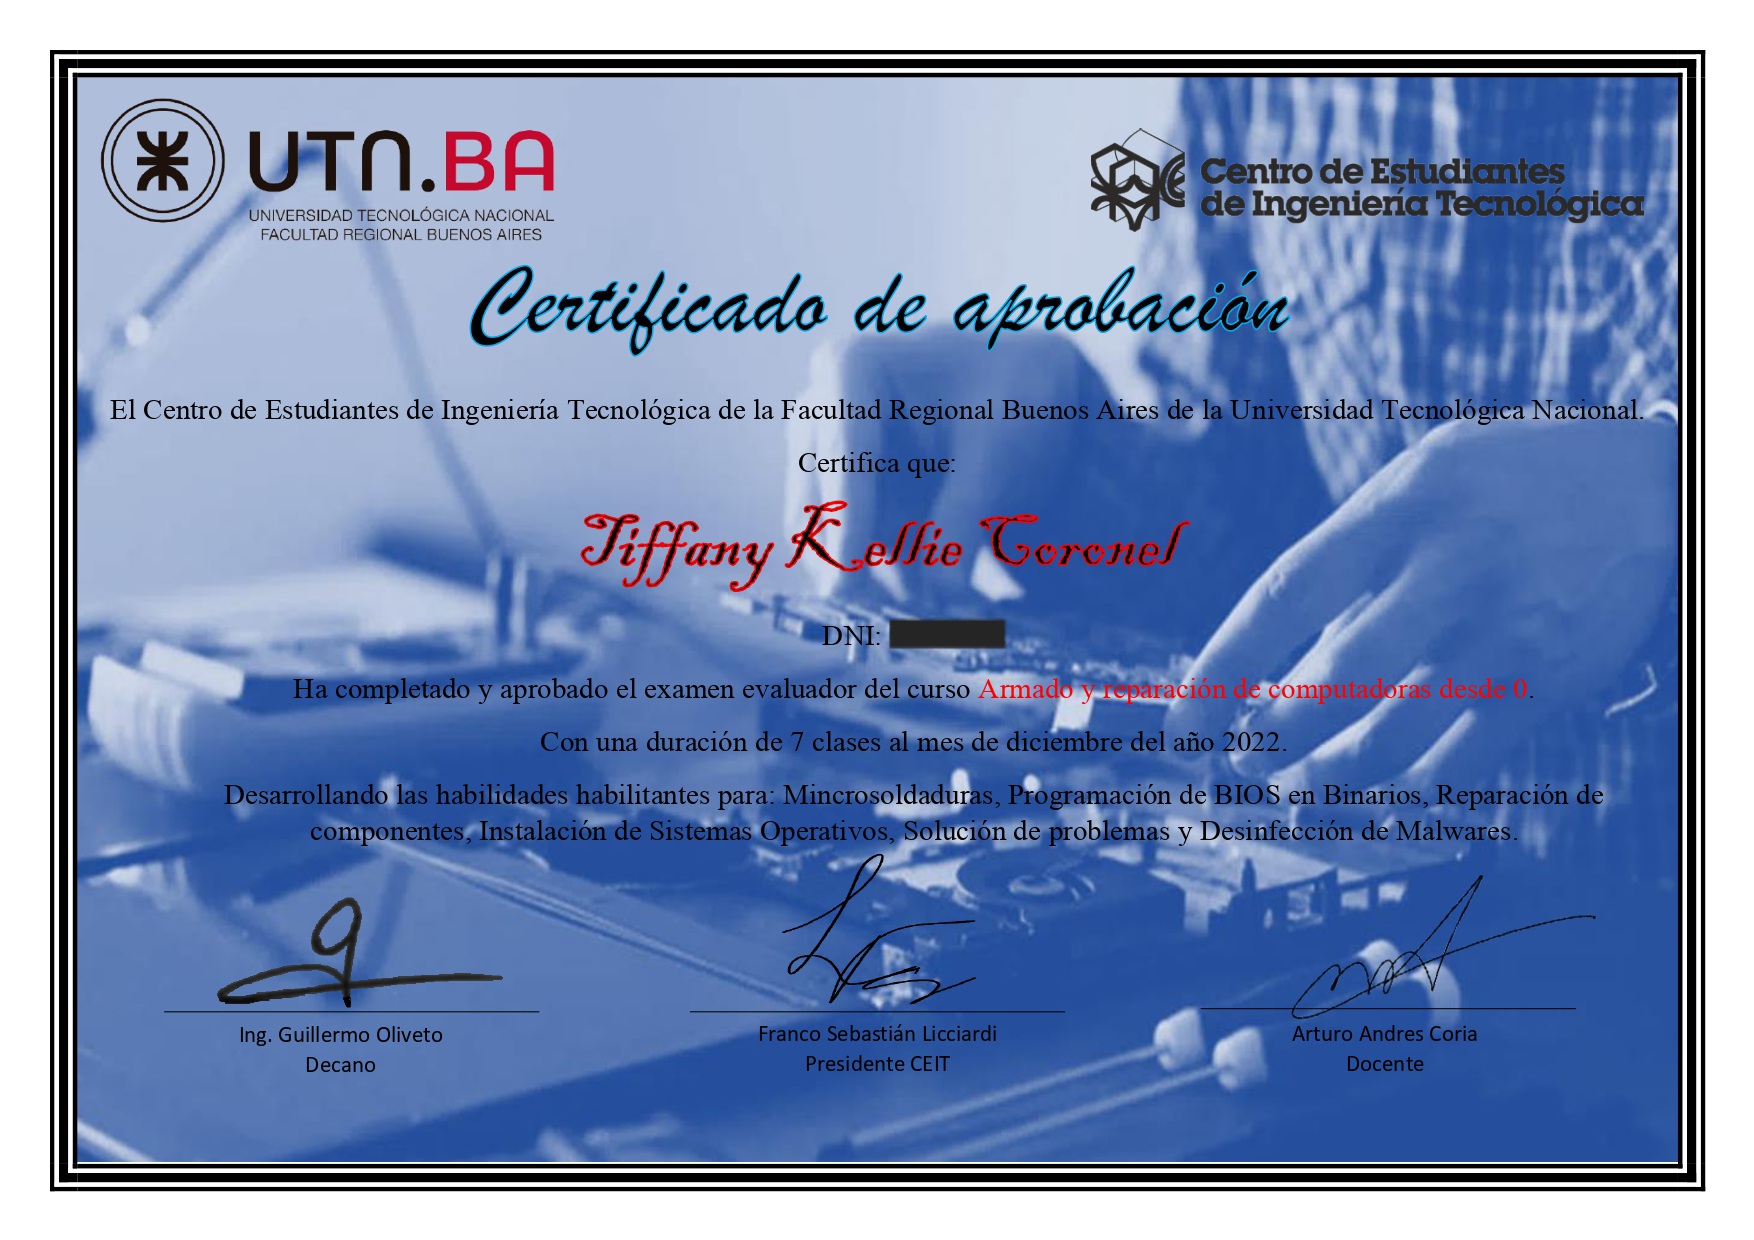 UTN.BA
UNIVERSIDAD TECNOLÓGICA NACIONAL
FACULTAD REGIONAL BUENOS AIRES
Centro de Estudiantes
de Ingeniería Tecnológica
Certificado de aprobación
El Centro de Estudiantes de Ingeniería Tecnológica de la Facultad Regional Buenos Aires de la Universidad Tecnológica Nacional.
Certifica que:
Tiffany Kellie Coronel
DNI:
Ha completado y aprobado el examen evaluador del curso Armado y reparación de computadoras desde 0.
Con una duración de 7 clases al mes de diciembre del año 2022.
Desarrollando las habilidades habilitantes para: Mincrosoldaduras, Programación de BIOS en Binarios, Reparación de
componentes, Instalación de Sistemas Operativos, Solución de problemas y Desinfección de Malwares.
Ing. Guillermo Oliveto
Decano
Franco Sebastián Licciardi
Presidente CEIT
Arturo Andres Coria
Docente